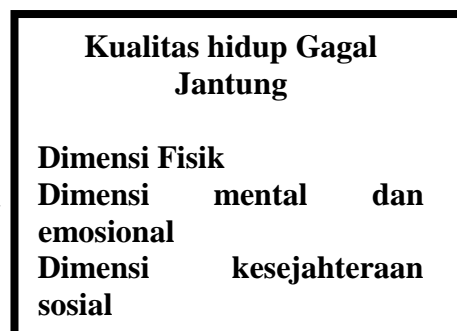 Kualitas hidup Gagal
Jantung
Dimensi Fisik
Dimensi mental dan
emosional
Dimensi kesejahteraan
sosial